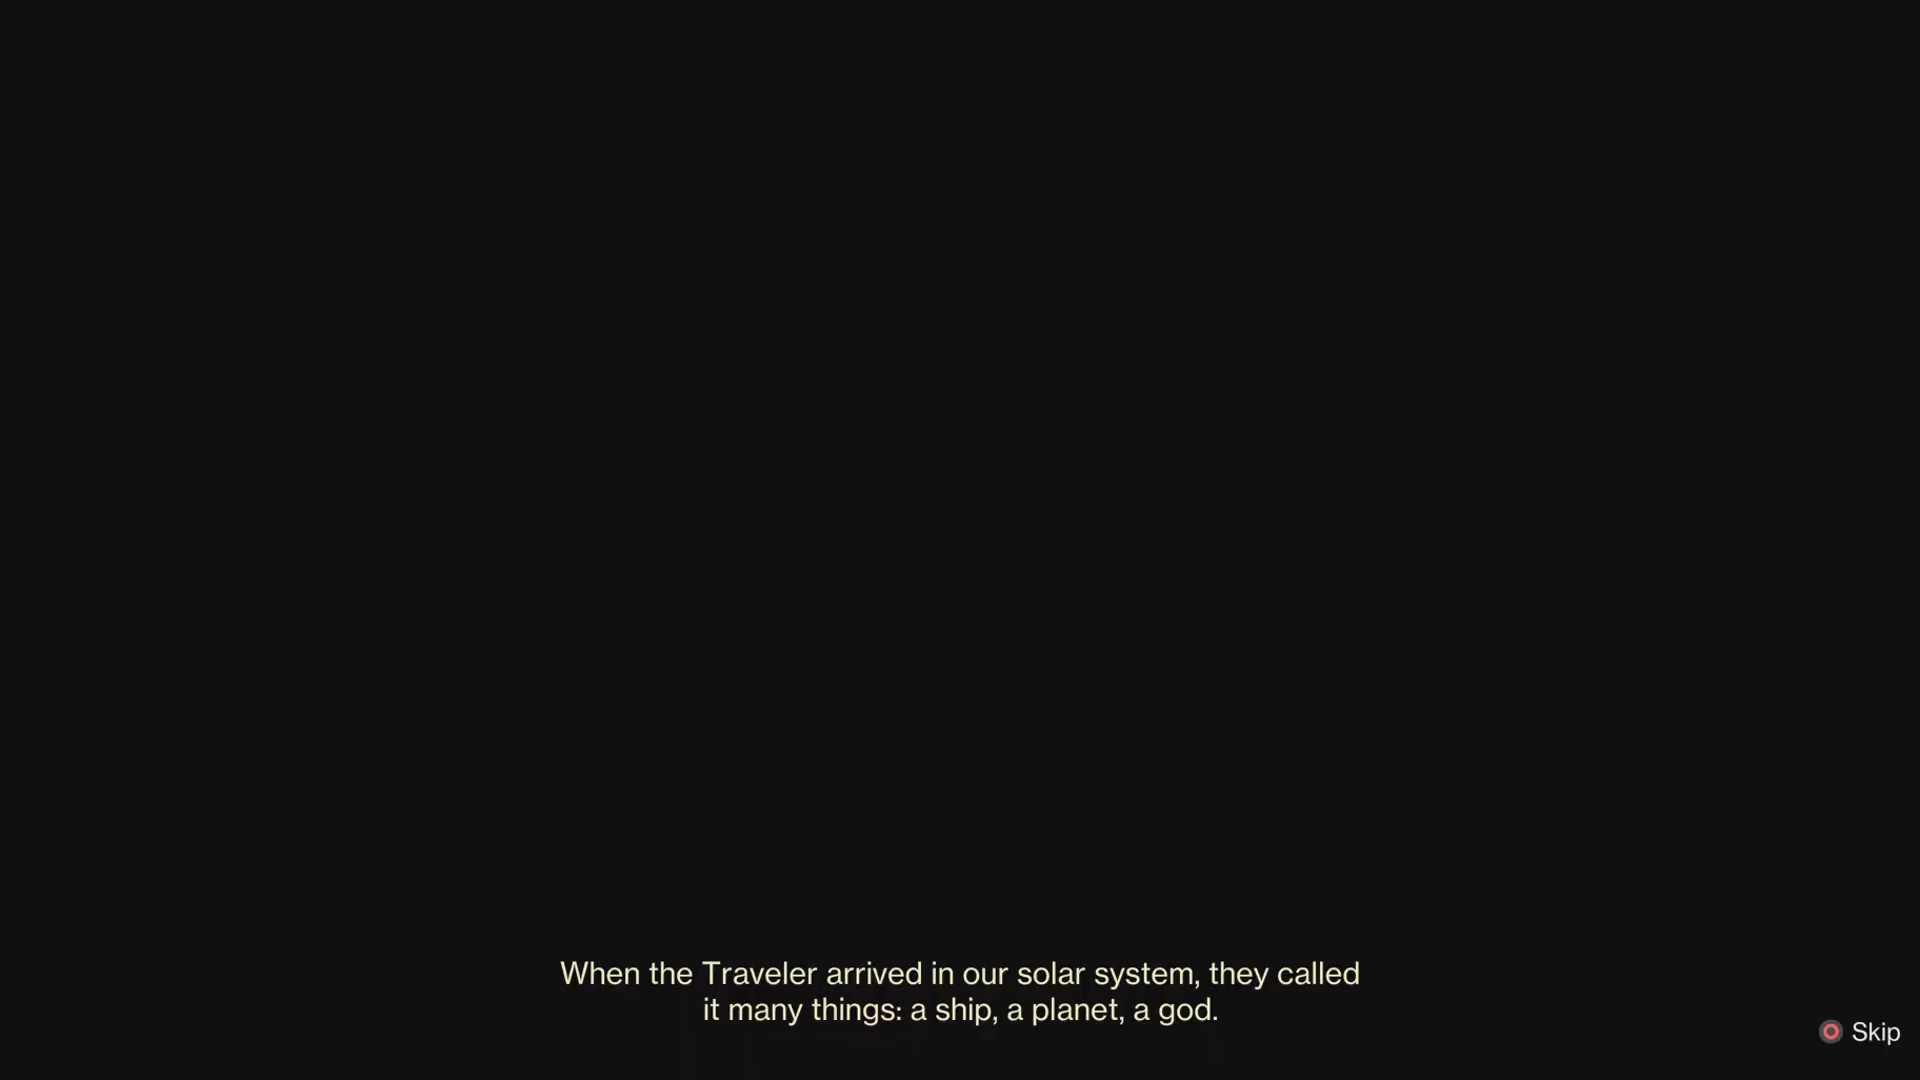 When the Traveler arrived in our solar system, they called
it many things: a ship, a planet, a god.
Skip